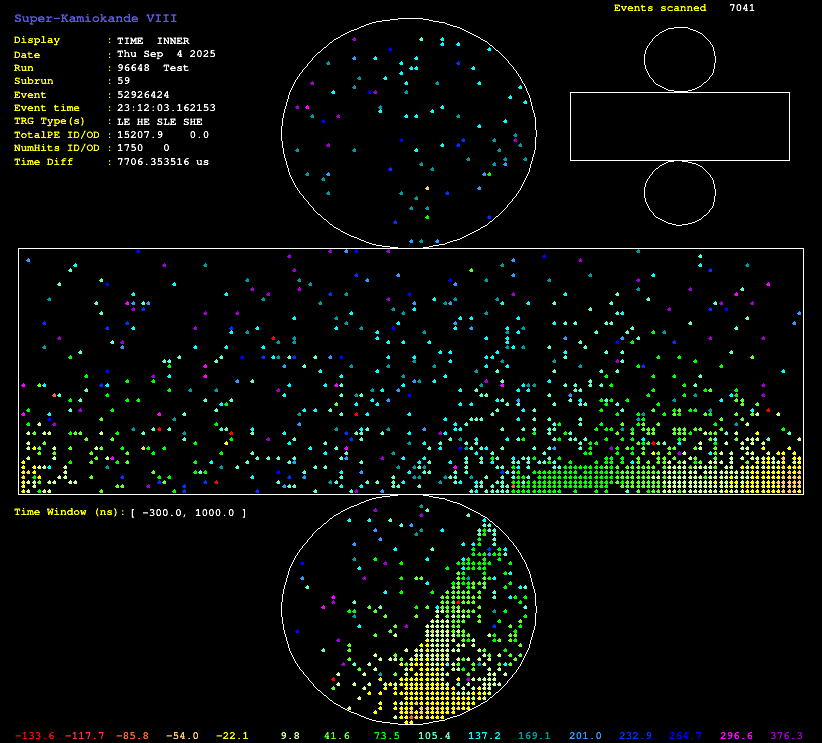 Super-Kamiokande VIII
Events scanned 7041
Display : TIME INNER
Date : Thu Sep 4 2025
Run : 96648 Test
Subrun : 59
Event : 52926424
Event time : 23:12:03.162153
TRG Type(s) : LE HE SLE SHE
TotalPE ID/OD : 15207.9 0.0
NumHits ID/OD : 1750 0
Time Diff : 7706.353516 us
Time Window (ns): [ -300.0, 1000.0 ]
-133.6 -117.7 -85.8 -54.0 -22.1 9.8 41.6 73.5 105.4 137.2 169.1 201.0 232.9 264.7 296.6 376.3